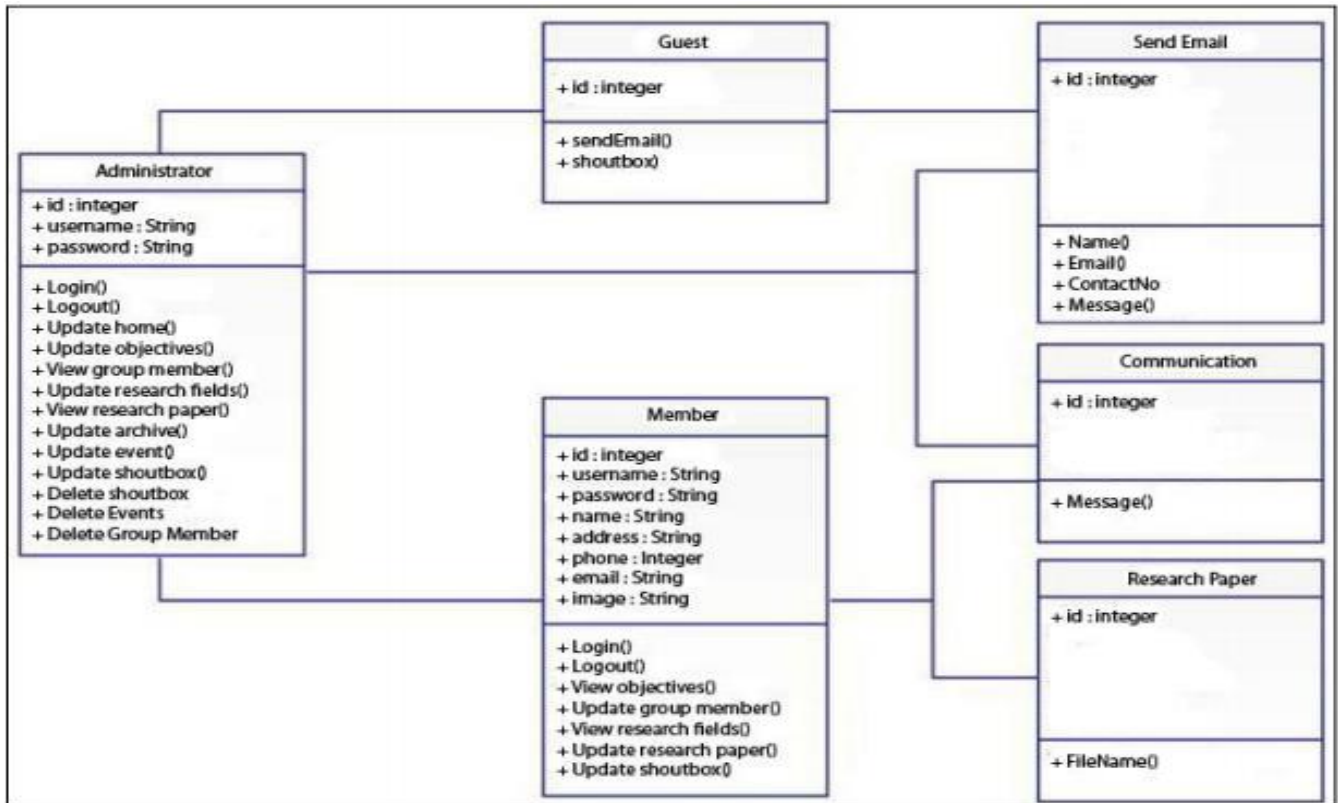 Guest
+ id : integer
+ sendEmail()
+ shoutbox)
Send Email
+ id : integer
+ Name()
+ Email()
+ ContactNo
+ Message()
Administrator
+ id : integer
+ username : String
+ password : String
+ Login()
+ Logout()
+ Update home()
+ Update objectives()
+ View group member()
+ Update research fields()
+ View research paper()
+ Update archive()
+ Update event()
+ Update shoutbox()
+ Delete shoutbox
+ Delete Events
+ Delete Group Member
Communication
+ id : integer
+ Message()
Member
+ id : integer
+ username : String
+ password : String
+ name : String
+ address : String
+ phone : Integer
+ email : String
+ image : String
+ Login()
+ Logout()
+ View objectives()
+ Update group member()
+ View research fields()
+ Update research paper()
+ Update shoutbox()
Research Paper
+ id : integer
+ FileName()